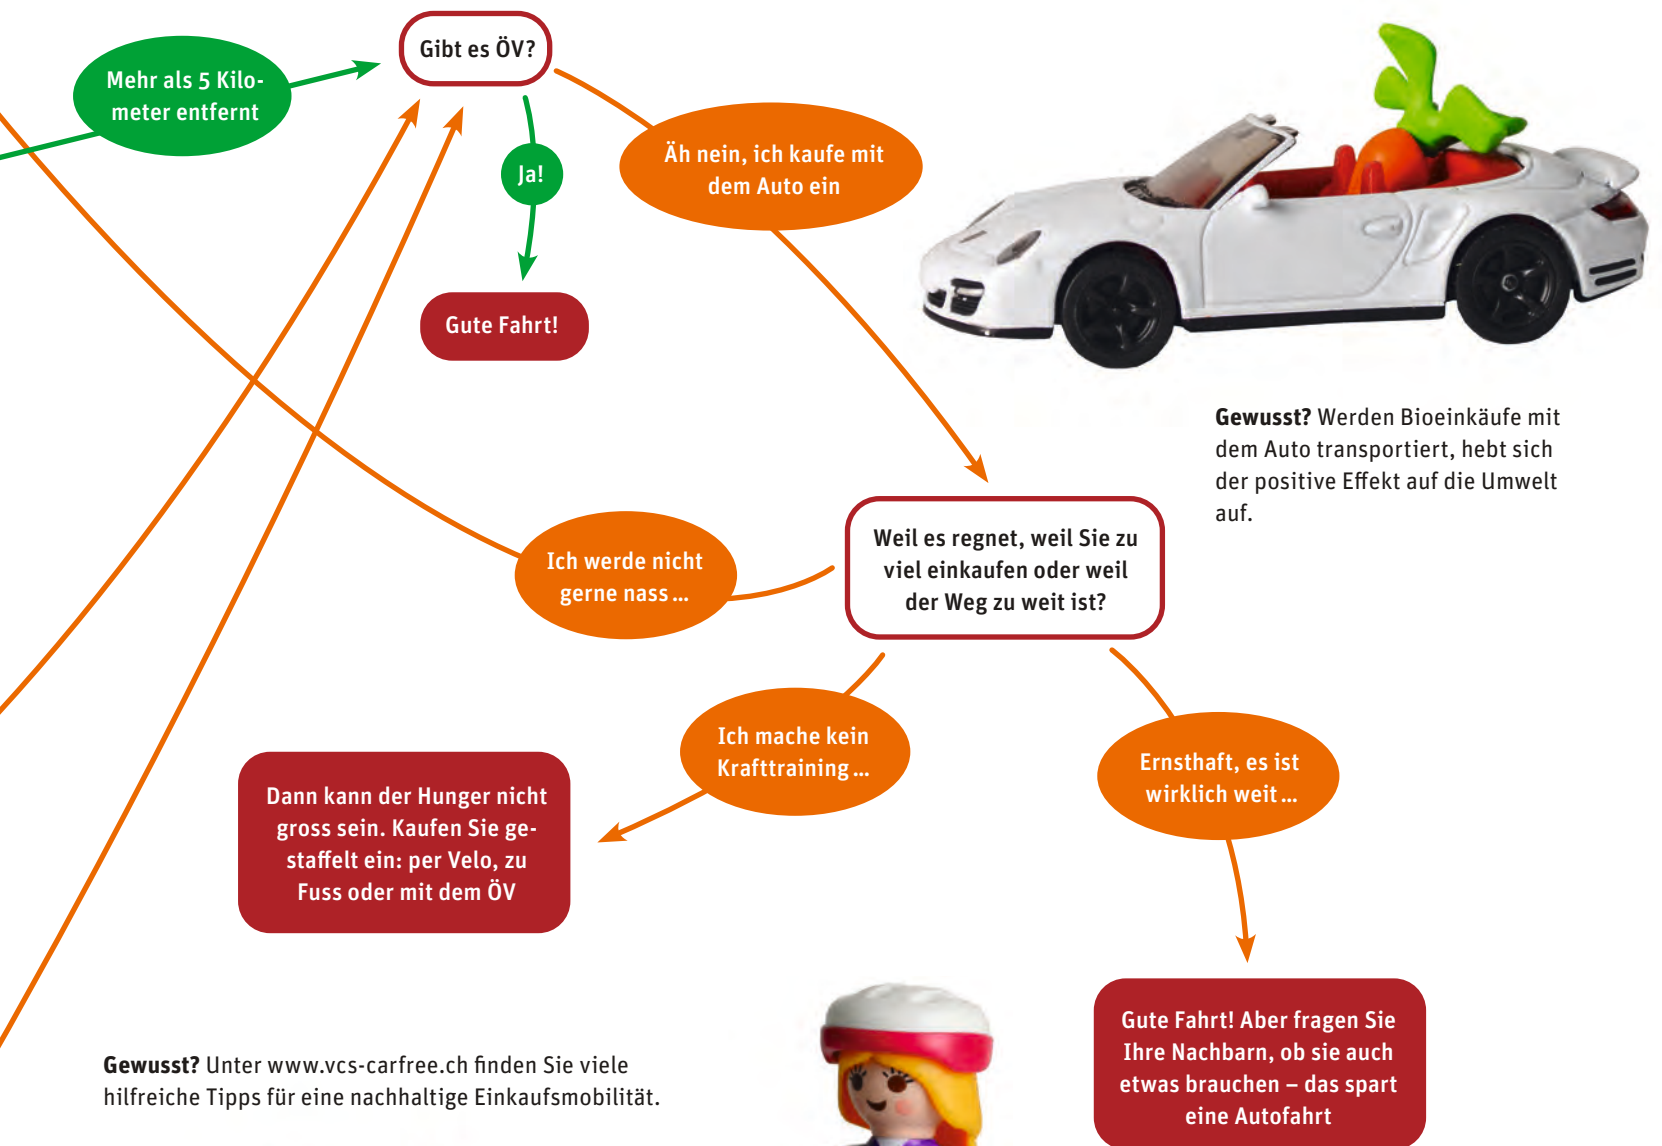 Gibt es ÖV?
Mehr als 5 Kilo-
meter entfernt
Ja!
Äh nein, ich kaufe mit
dem Auto ein
Gute Fahrt!
Gewusst? Werden Bioeinkäufe mit
dem Auto transportiert, hebt sich
der positive Effekt auf die Umwelt
auf.
Weil es regnet, weil Sie zu
viel einkaufen oder weil
der Weg zu weit ist?
Ich werde nicht
gerne nass ...
Ich mache kein
Krafttraining ...
Ernsthaft, es ist
wirklich weit ...
Dann kann der Hunger nicht
gross sein. Kaufen Sie ge-
staffelt ein: per Velo, zu
Fuss oder mit dem ÖV
Gute Fahrt! Aber fragen Sie
Ihre Nachbarn, ob sie auch
etwas brauchen – das spart
eine Autofahrt
Gewusst? Unter www.vcs-carfree.ch finden Sie viele
hilfreiche Tipps für eine nachhaltige Einkaufsmobilität.